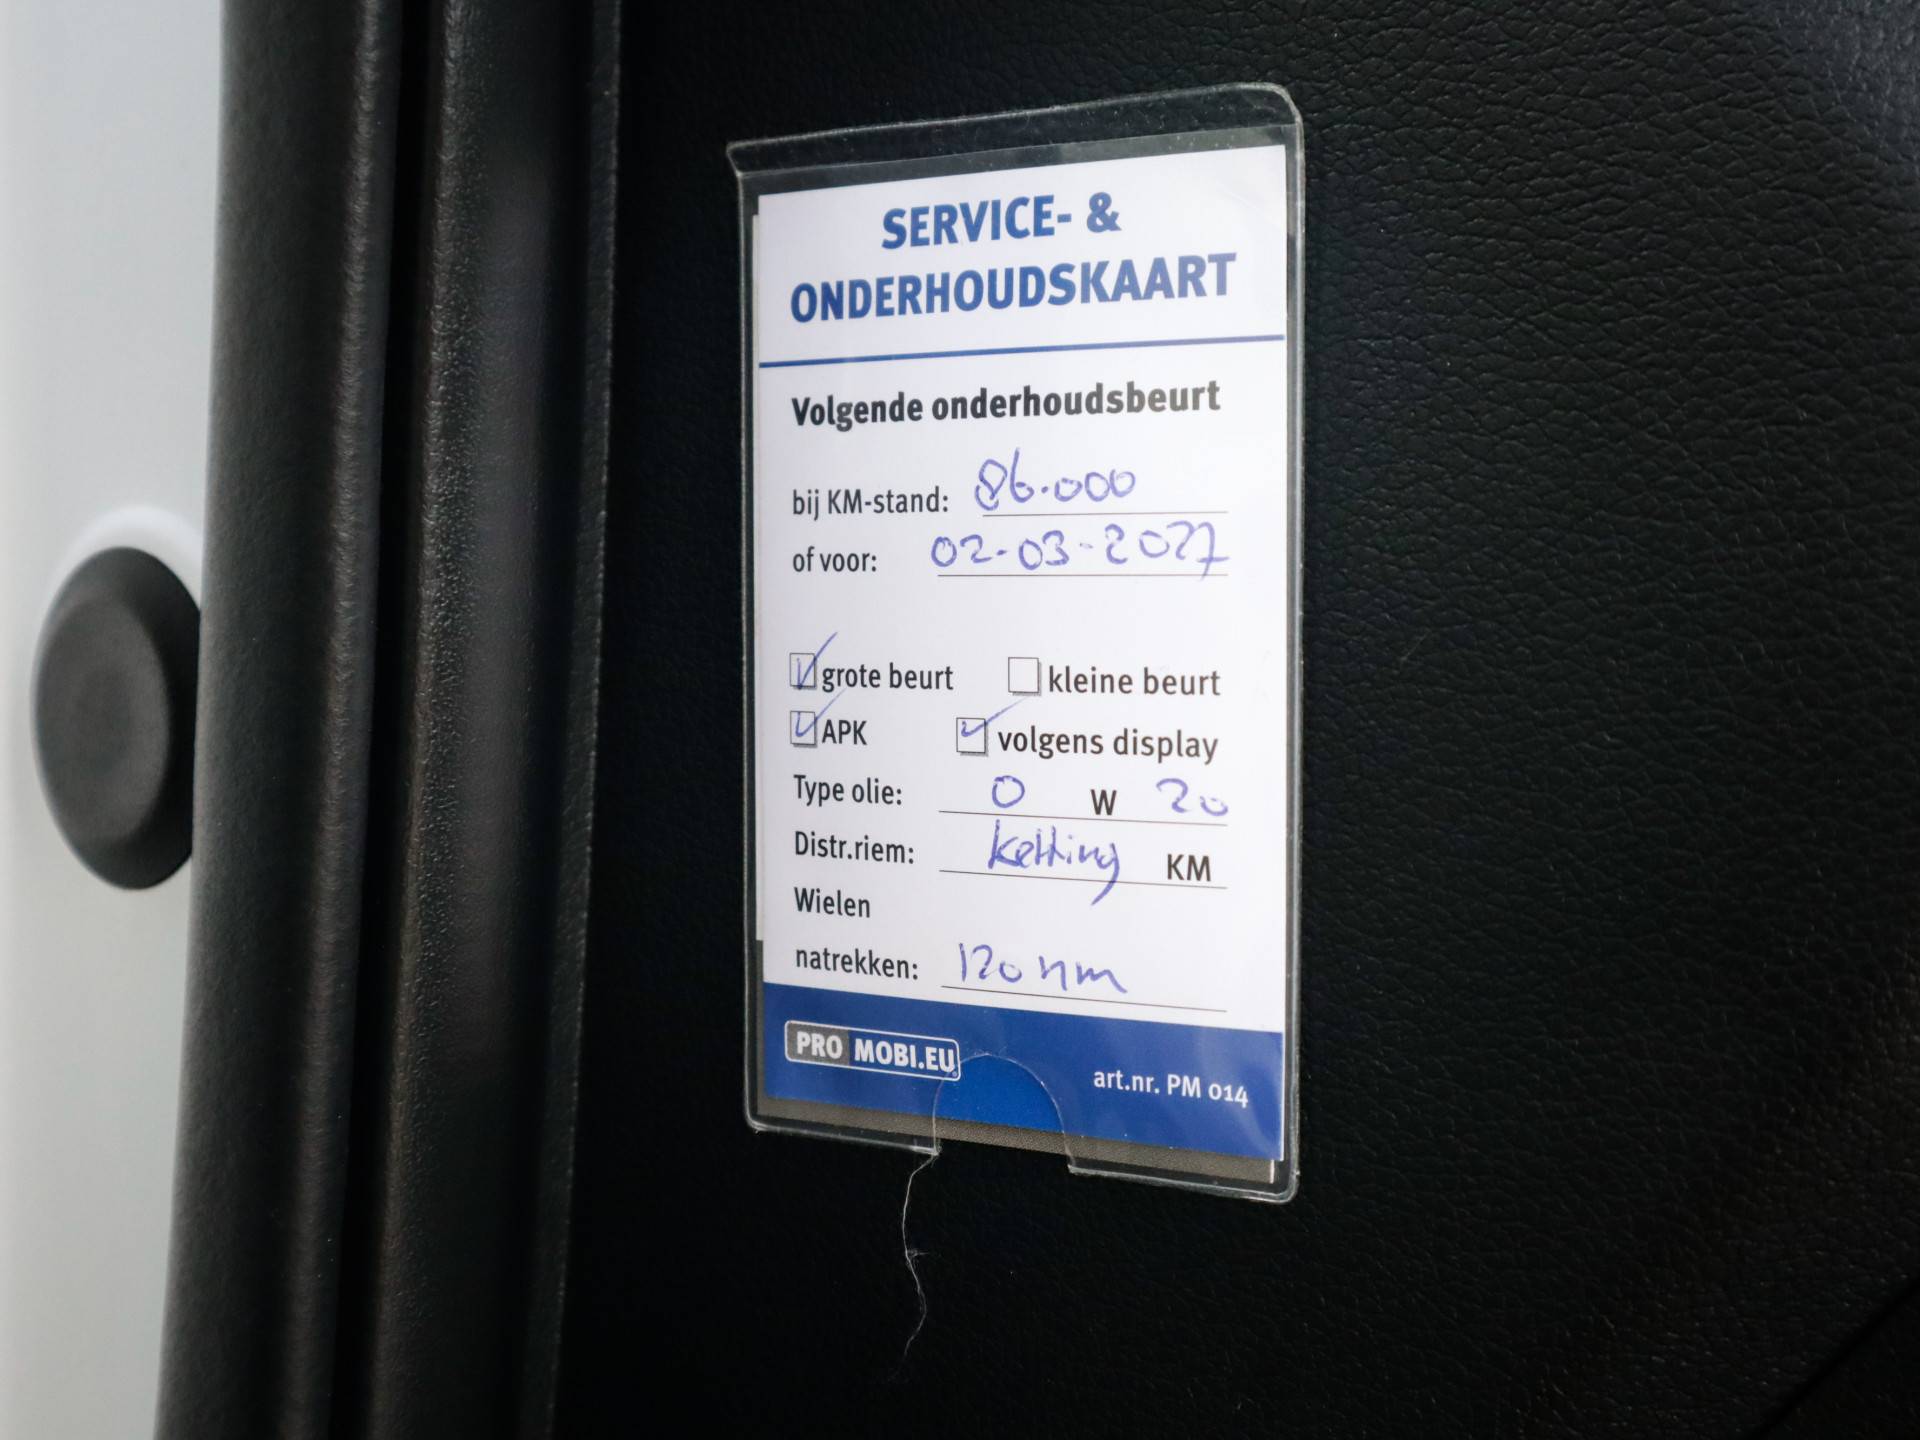 SERVICE- &
ONDERHOUDSKAART
Volgende onderhoudsbeurt
bij KM-stand: 86.000
of voor: 02-03-2027
grote beurt kleine beurt
APK volgens display
Type olie: 0 W 20
Distr.riem: ketting KM
Wielen
natrekken: 120 nm
PRO MOBI.EU
art.nr. PM 014